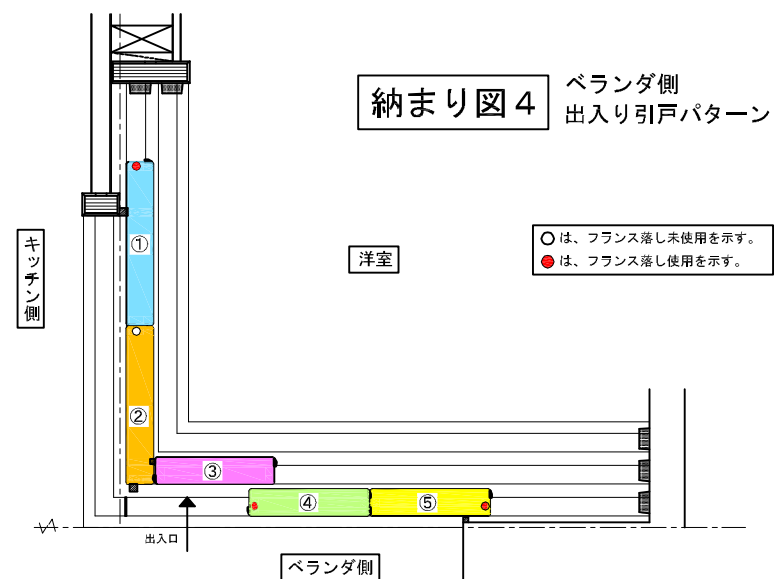 納まり図4
ベランダ側
出入り引戸パターン
○は、フランス落し未使用を示す。
●は、フランス落し使用を示す。
キッチン側
洋室
①
②
③
④
⑤
出入口
ベランダ側